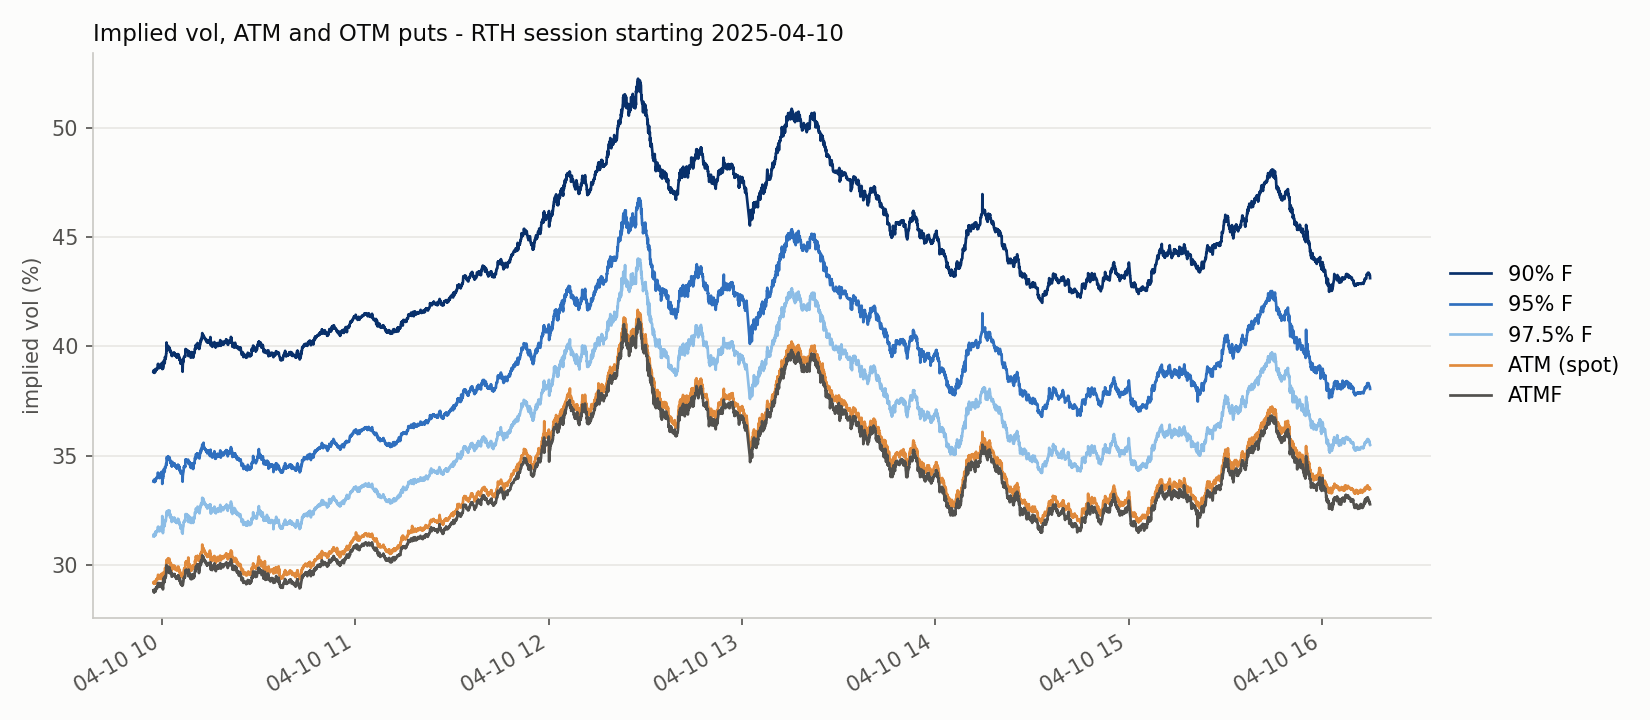 Implied vol, ATM and OTM puts - RTH session starting 2025-04-10
implied vol (%)
50
45
40
35
30
04-10 10
04-10 11
04-10 12
04-10 13
04-10 14
04-10 15
04-10 16
90% F
95% F
97.5% F
ATM (spot)
ATMF